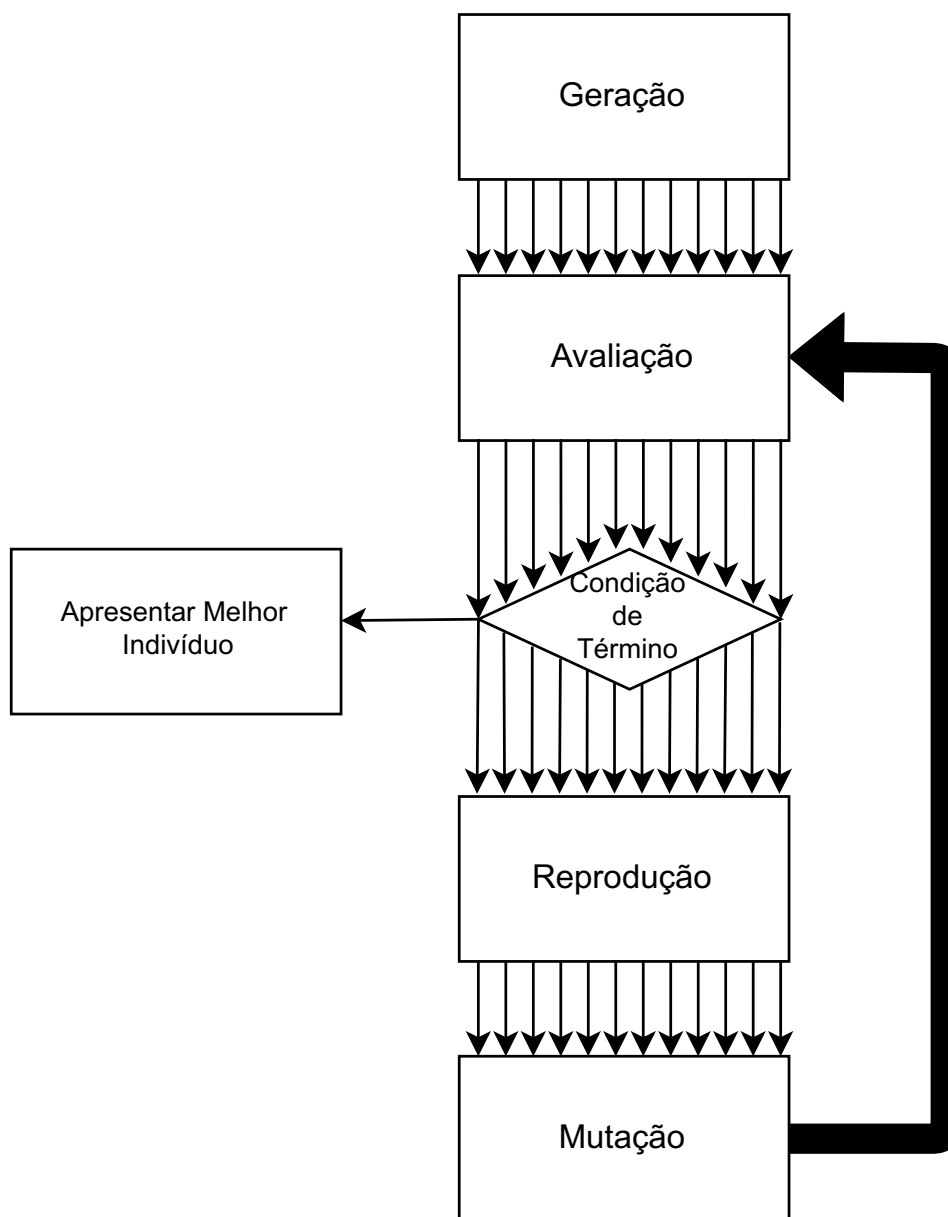 Geração
Avaliação
Condição
de
Término
Apresentar Melhor
Indivíduo
Reprodução
Mutação